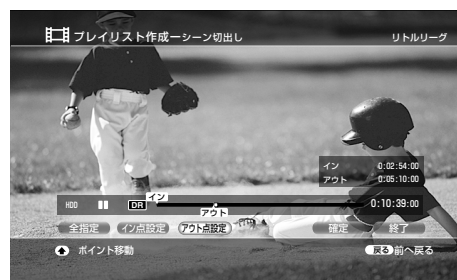 プレイリスト作成ーシーン切出し
リトルリーグ
イン 0:02:54:00
アウト 0:05:10:00
HDD DR イン アウト 0:10:39:00
全指定 イン点設定 アウト点設定 確定 終了
ポイント移動 戻る 前へ戻る